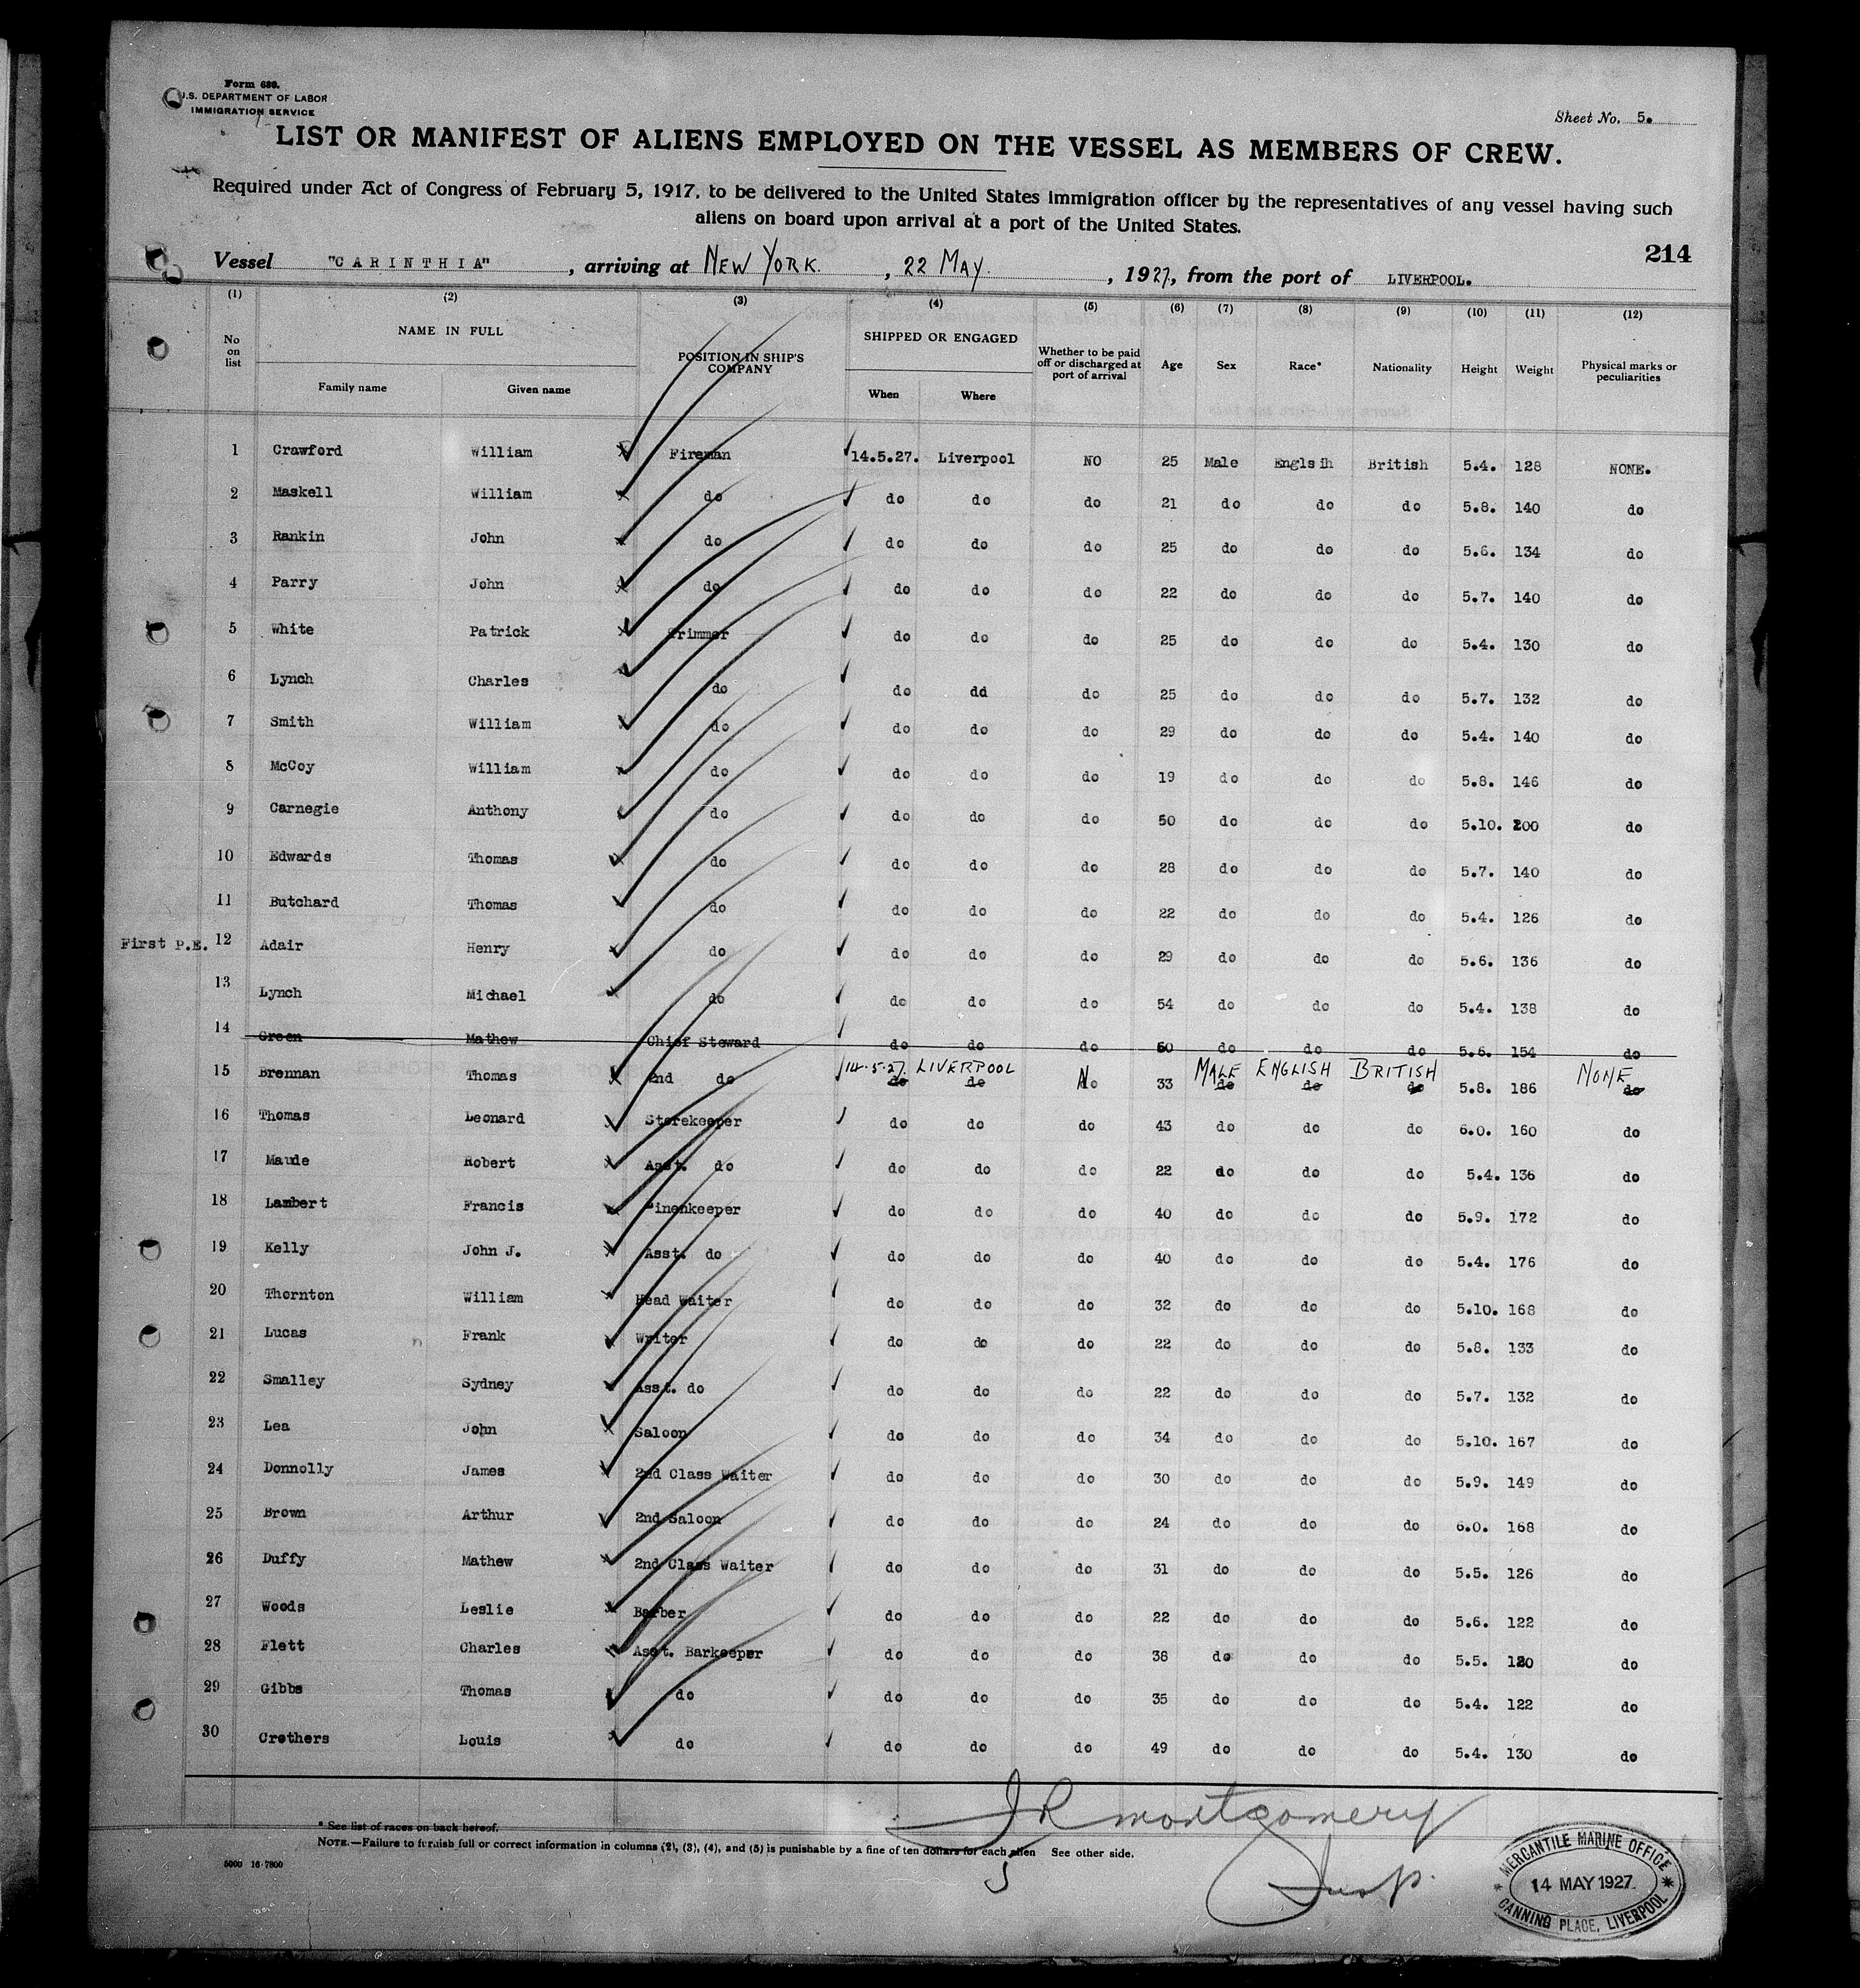 Form 680.
U.S. DEPARTMENT OF LABOR
IMMIGRATION SERVICE
Sheet No. 5.
LIST OR MANIFEST OF ALIENS EMPLOYED ON THE VESSEL AS MEMBERS OF CREW.
Required under Act of Congress of February 5, 1917, to be delivered to the United States immigration officer by the representatives of any vessel having such
aliens on board upon arrival at a port of the United States.
214
Vessel "CARINTHIA", arriving at NEW YORK., 22 MAY., 1927, from the port of LIVERPOOL.
(1) (2) (3) (4) (5) (6) (7) (8) (9) (10) (11) (12)
No on list NAME IN FULL Family name Given name POSITION IN SHIP'S COMPANY SHIPPED OR ENGAGED When Where Whether to be paid off or discharged at port of arrival Age Sex Race* Nationality Height Weight Physical marks or peculiarities
1 Crawford William Fireman 14.5.27. Liverpool NO 25 Male Englsih British 5.4. 128 NONE.
2 Maskell William do do do do 21 do do do 5.8. 140 do
3 Rankin John do do do do 25 do do do 5.6. 134 do
4 Parry John do do do do 22 do do do 5.7. 140 do
5 White Patrick Trimmer do do do 25 do do do 5.4. 130 do
6 Lynch Charles do do dd do 25 do do do 5.7. 132 do
7 Smith William do do do do 29 do do do 5.4. 140 do
8 McCoy William do do do do 19 do do do 5.8. 146 do
9 Carnegie Anthony do do do do 50 do do do 5.10. 200 do
10 Edwards Thomas do do do do 28 do do do 5.7. 140 do
11 Butchard Thomas do do do do 22 do do do 5.4. 126 do
First P.E. 12 Adair Henry do do do do 29 do do do 5.6. 136 do
13 Lynch Michael do do do do 54 do do do 5.4. 138 do
14 Green Mathew Chief Steward do do do 50 do do do 5.6. 154 do
14.5.27. LIVERPOOL MALE ENGLISH BRITISH NONE
15 Brennan Thomas 2nd do do do No 33 do do do 5.8. 186 do
16 Thomas Leonard Storekeeper do do do 43 do do do 6.0. 160 do
17 Maude Robert Asst. do do do do 22 do do do 5.4. 136 do
18 Lambert Francis inenkeeper do do do 40 do do do 5.9. 172 do
19 Kelly John J. Asst. do do do do 40 do do do 5.4. 176 do
20 Thornton William Head Waiter do do do 32 do do do 5.10. 168 do
21 Lucas Frank Writer do do do 22 do do do 5.8. 133 do
22 Smalley Sydney Asst. do do do do 22 do do do 5.7. 132 do
23 Lea John Saloon do do do 34 do do do 5.10. 167 do
24 Donnolly James 2nd Class Waiter do do do 30 do do do 5.9. 149 do
25 Brown Arthur 2nd Saloon do do do 24 do do do 6.0. 168 do
26 Duffy Mathew 2nd Class Waiter do do do 31 do do do 5.5. 126 do
27 Woods Leslie Barber do do do 22 do do do 5.6. 122 do
28 Flett Charles Asst. Barkeeper do do do 38 do do do 5.5. 120 do
29 Gibbs Thomas do do do do 35 do do do 5.4. 122 do
30 Crethers Louis do do do do 49 do do do 5.4. 130 do
JR Montgomery
Insp.
* See list of races on back hereof.
NOTE.—Failure to furnish full or correct information in columns (2), (3), (4), and (5) is punishable by a fine of ten dollars for each alien See other side.
5000 16-7800
5
MERCANTILE MARINE OFFICE
14 MAY 1927.
CANNING PLACE, LIVERPOOL